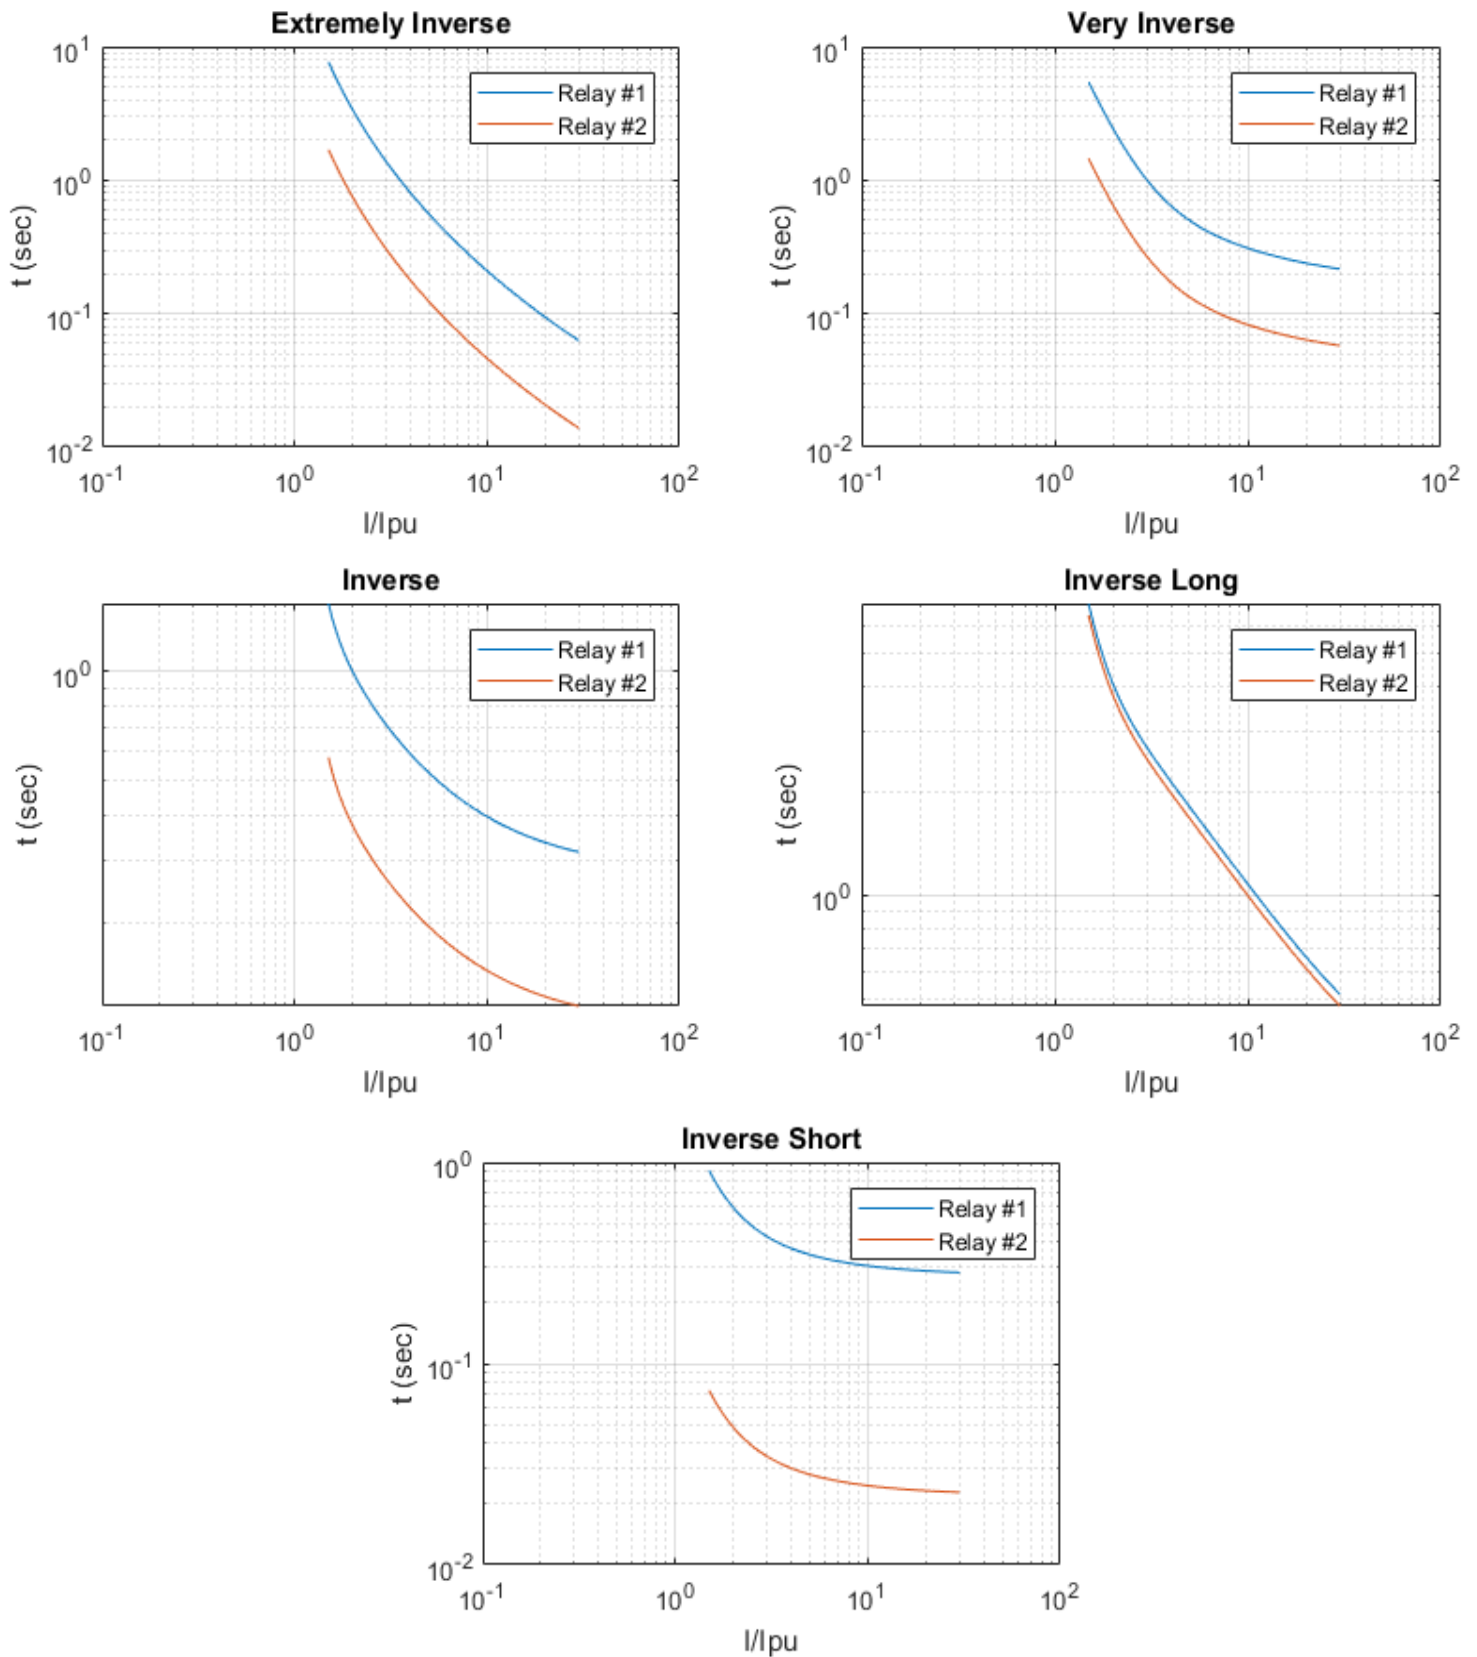 Extremely Inverse
10^1
10^0
10^-1
10^-2
t (sec)
Relay #1
Relay #2
10^-1 10^0 10^1 10^2
I/Ipu
Very Inverse
10^1
10^0
10^-1
10^-2
t (sec)
Relay #1
Relay #2
10^-1 10^0 10^1 10^2
I/Ipu
Inverse
10^0
t (sec)
Relay #1
Relay #2
10^-1 10^0 10^1 10^2
I/Ipu
Inverse Long
10^0
t (sec)
Relay #1
Relay #2
10^-1 10^0 10^1 10^2
I/Ipu
Inverse Short
10^0
10^-1
10^-2
t (sec)
Relay #1
Relay #2
10^-1 10^0 10^1 10^2
I/Ipu